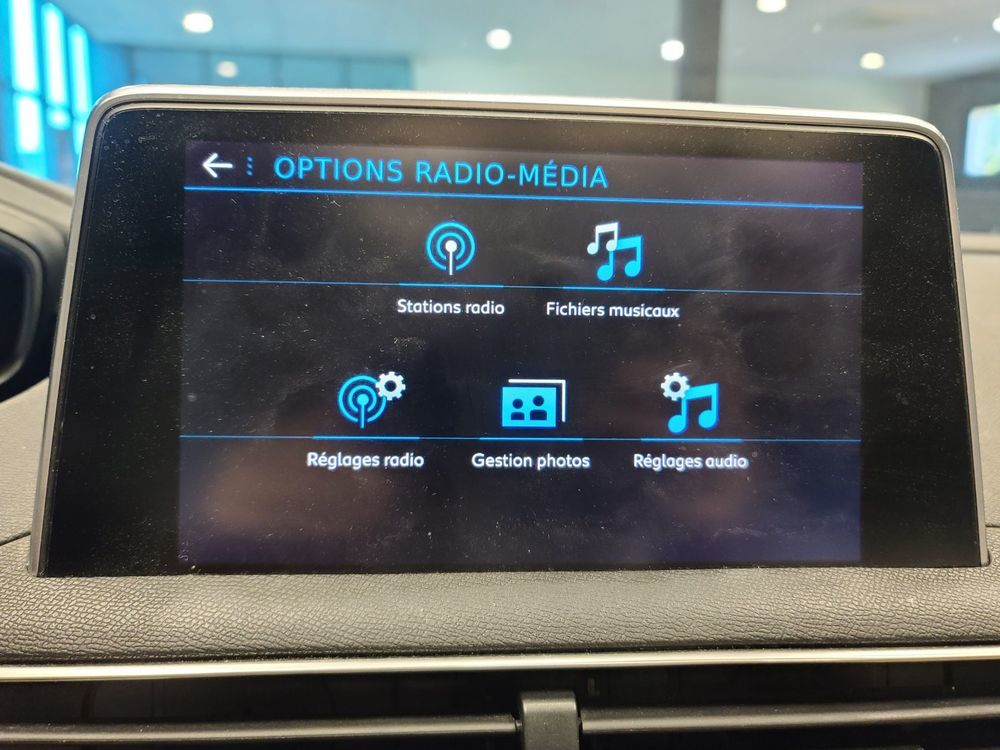 OPTIONS RADIO-MÉDIA
Stations radio
Fichiers musicaux
Réglages radio
Gestion photos
Réglages audio